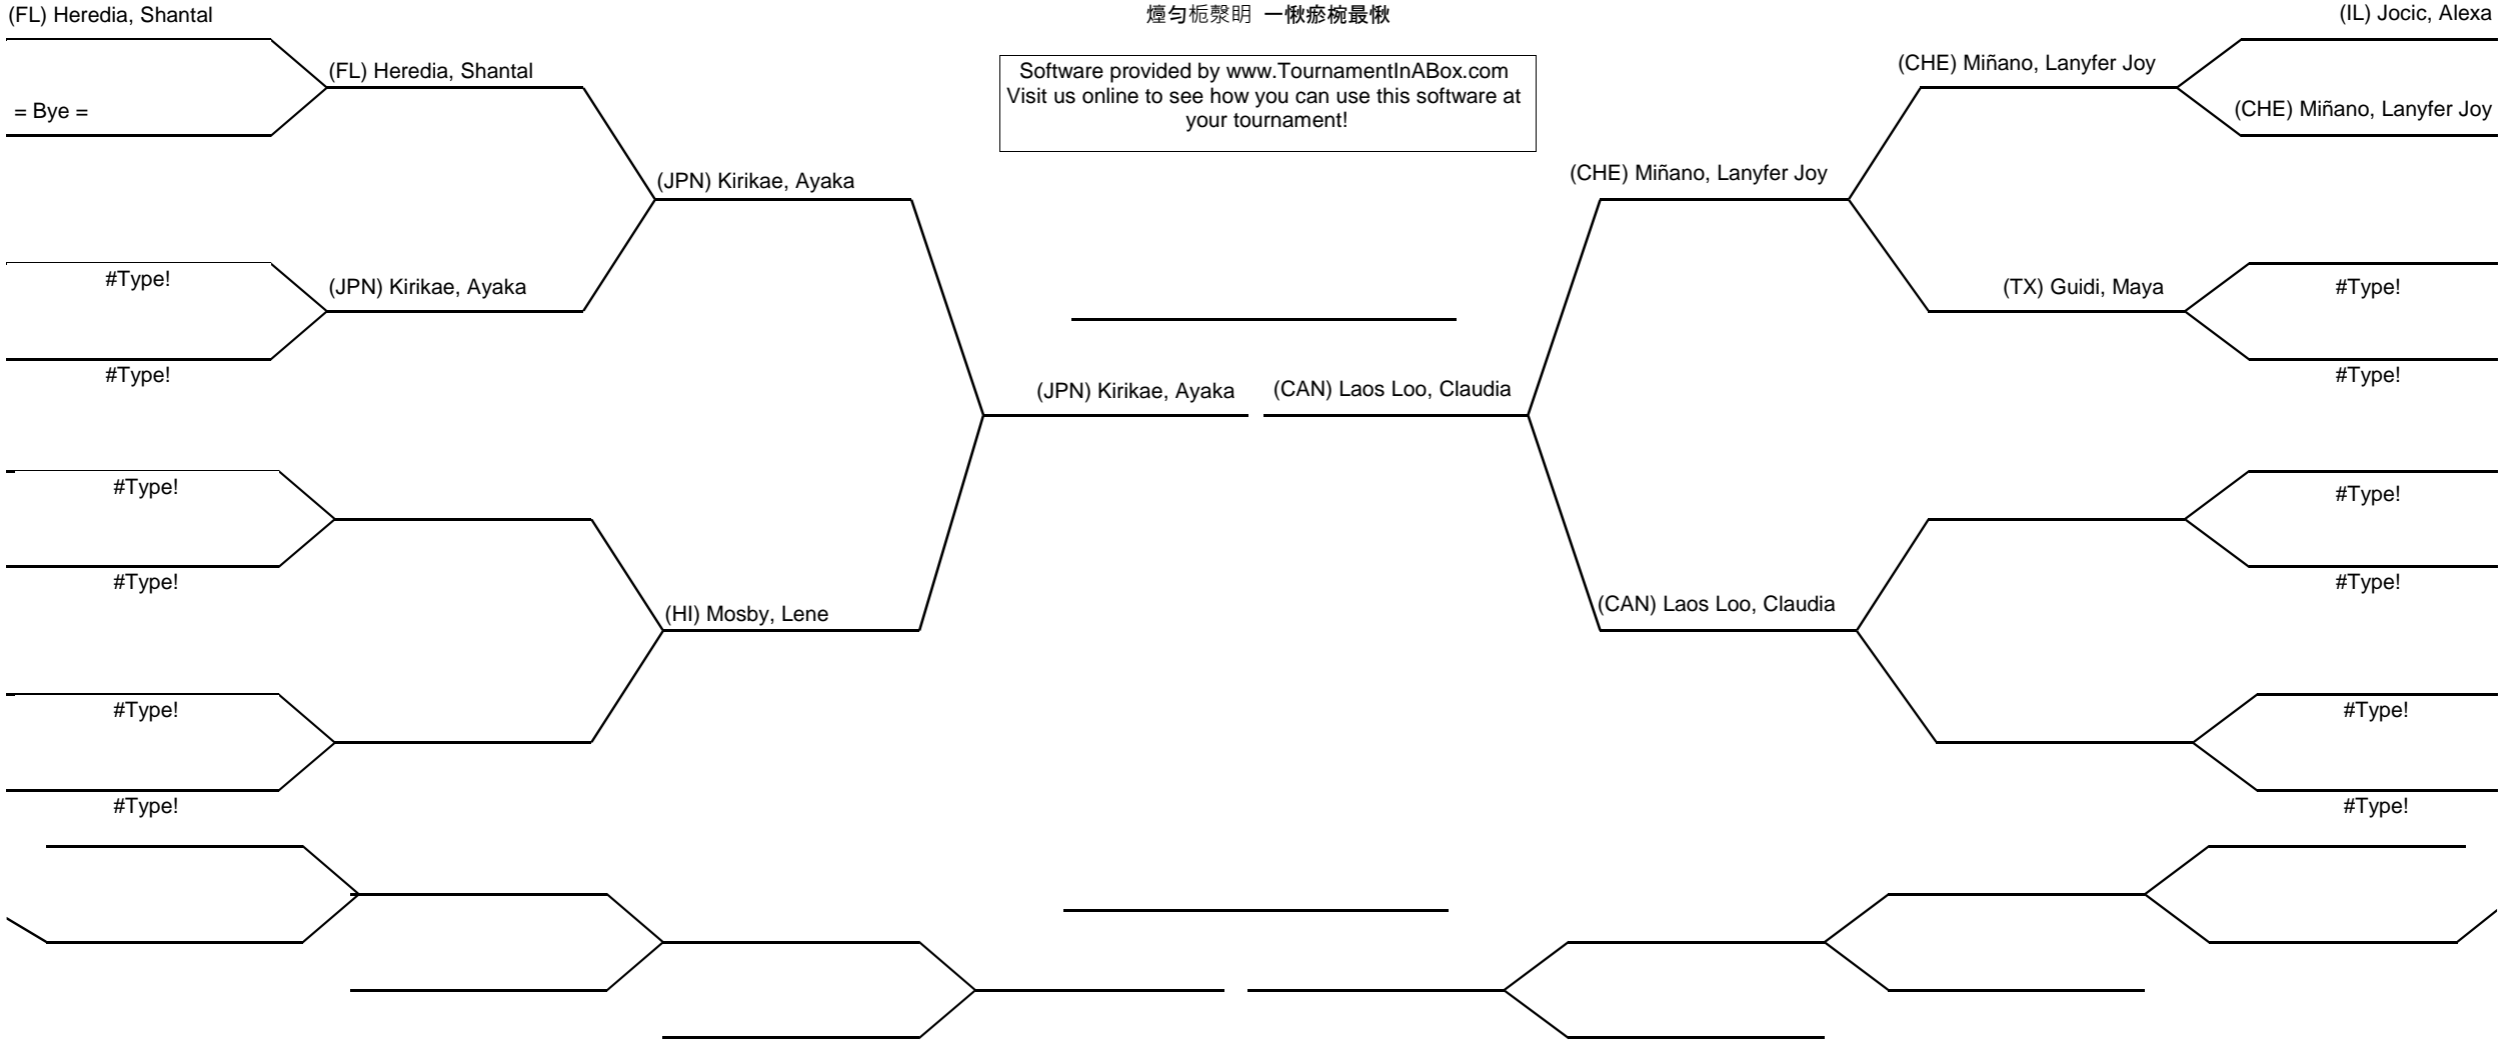 (FL) Heredia, Shantal
(FL) Heredia, Shantal
= Bye =
(JPN) Kirikae, Ayaka
#Type!
(JPN) Kirikae, Ayaka
#Type!
#Type!
#Type!
(HI) Mosby, Lene
#Type!
#Type!
Software provided by www.TournamentInABox.com
Visit us online to see how you can use this software at
your tournament!
(JPN) Kirikae, Ayaka
(CAN) Laos Loo, Claudia
(IL) Jocic, Alexa
(CHE) Miñano, Lanyfer Joy
(CHE) Miñano, Lanyfer Joy
(CHE) Miñano, Lanyfer Joy
(TX) Guidi, Maya
#Type!
#Type!
#Type!
#Type!
(CAN) Laos Loo, Claudia
#Type!
#Type!